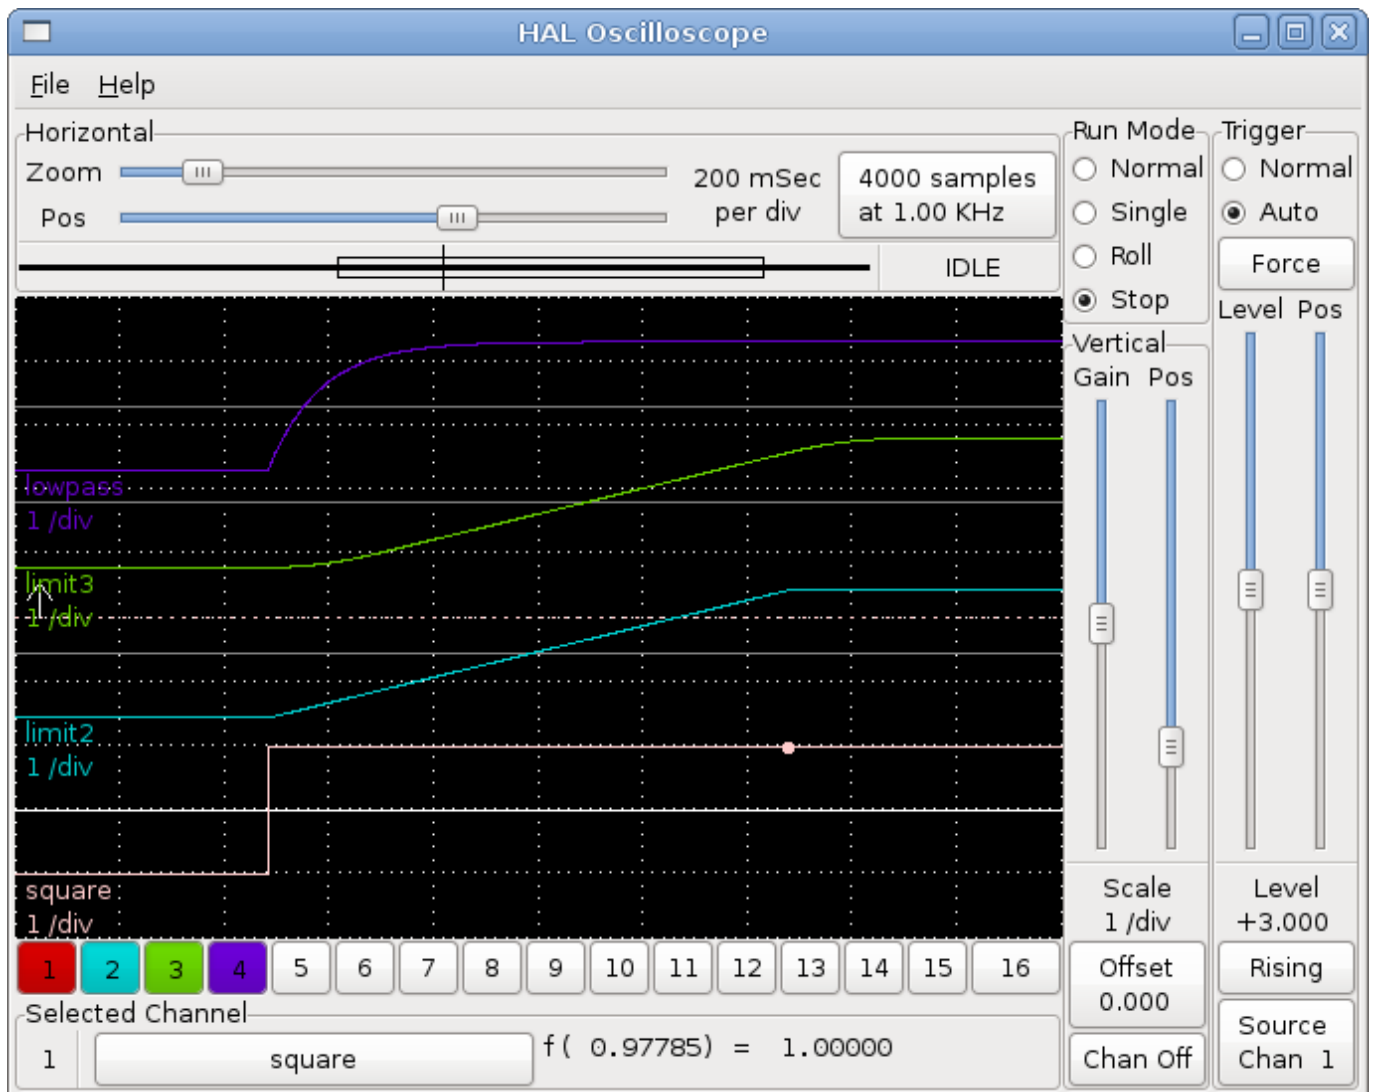 HAL Oscilloscope
File Help
Horizontal
Zoom
Pos
200 mSec
per div
4000 samples
at 1.00 KHz
IDLE
Run Mode
Normal
Single
Roll
Stop
Trigger
Normal
Auto
Force
Level Pos
Vertical
Gain Pos
lowpass
1 /div
limit3
1 /div
limit2
1 /div
square
1 /div
Scale
1 /div
Level
+3.000
1 2 3 4 5 6 7 8 9 10 11 12 13 14 15 16
Offset
0.000
Rising
Selected Channel
1 square f( 0.97785) = 1.00000
Chan Off
Source
Chan 1